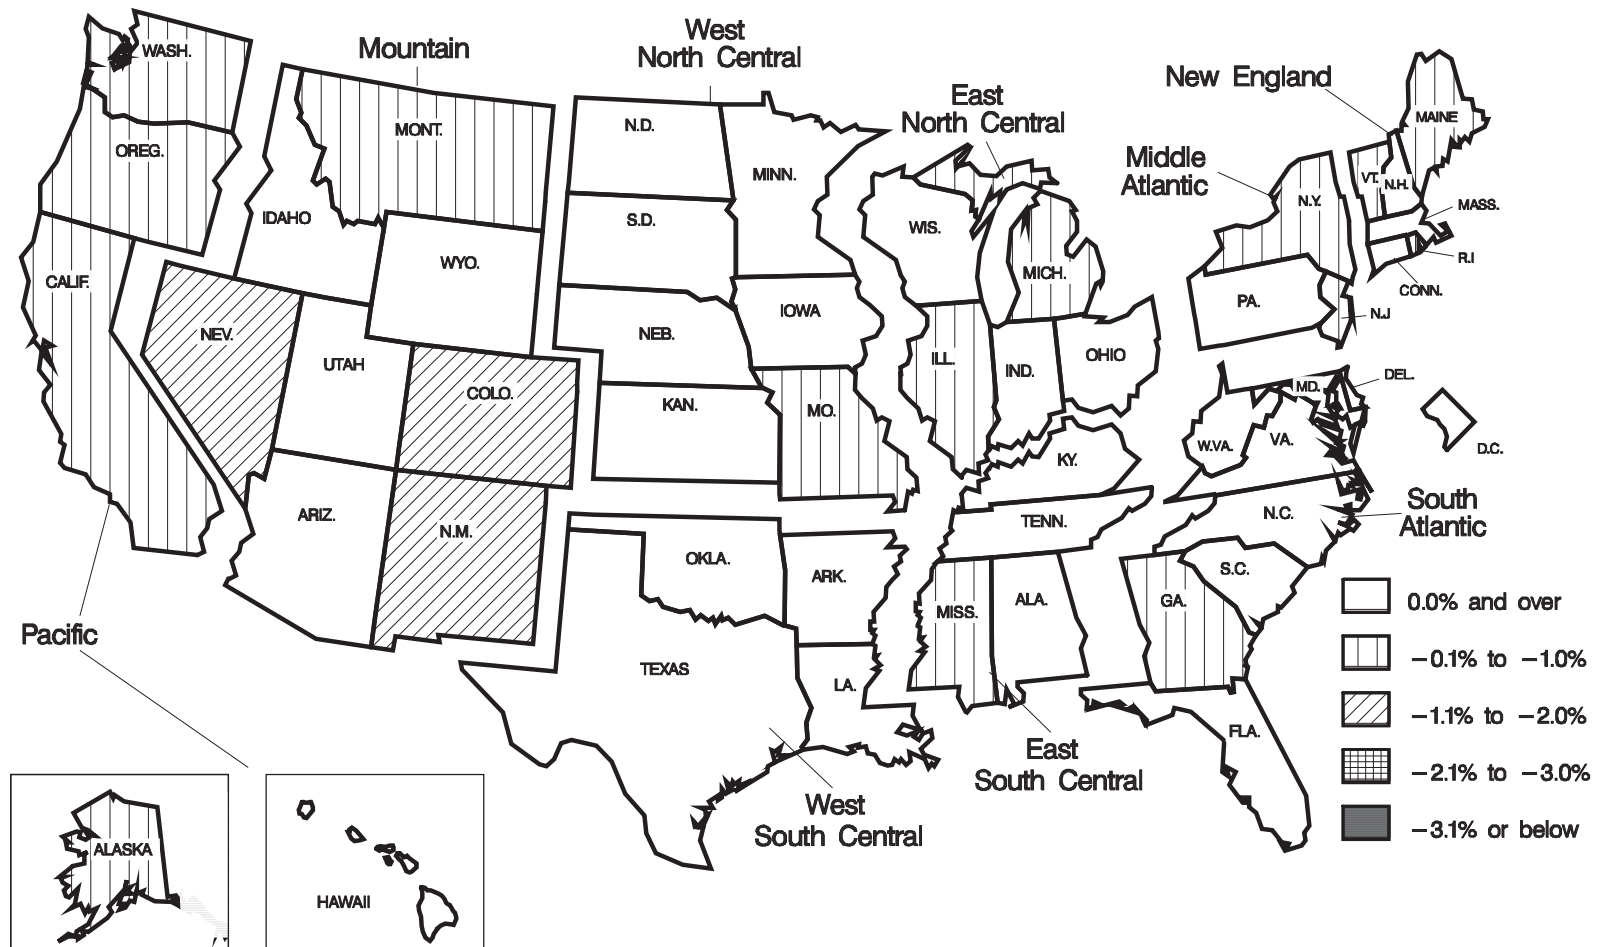 West
North Central
Mountain
New England
East
North Central
Middle
Atlantic
WASH.
MONT.
N.D.
MINN.
MAINE
OREG.
VT.
N.H.
IDAHO
S.D.
WIS.
N.Y.
MASS.
WYO.
R.I
CALIF.
MICH.
CONN.
NEV.
NEB.
IOWA
PA.
N.J
UTAH
ILL.
IND.
OHIO
COLO.
KAN.
MO.
MD.
DEL.
KY.
W.VA.
VA.
D.C.
ARIZ.
N.M.
TENN.
N.C.
South
Atlantic
OKLA.
ARK.
S.C.
MISS.
ALA.
GA.
0.0% and over
Pacific
TEXAS
LA.
−0.1% to −1.0%
−1.1% to −2.0%
FLA.
East
South Central
−2.1% to −3.0%
West
South Central
−3.1% or below
ALASKA
HAWAII